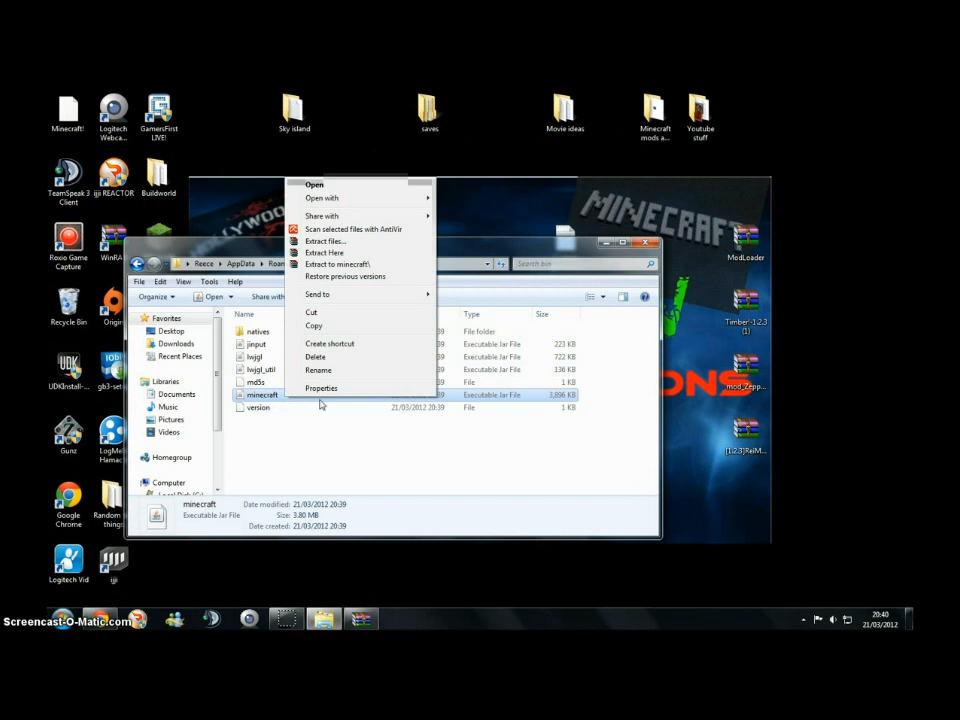 Minecraft!
Logitech Webca...
GamersFirst LIVE!
Sky island
saves
Movie ideas
Minecraft mods a...
Youtube stuff
TeamSpeak 3 Client
ijji REACTOR
Buildworld
MINECRAFT
Roxio Game Capture
WinRA
ModLoader
Recycle Bin
Origi
Timber!-1.2.3 (1)
UDKInstall-...
gb3-set
mod_Zepp...
ONS
Gunz
LogMe Hamac
[1.2.3]ReiM...
Google Chrome
Random things
Logitech Vid
ijji
Reece AppData Roam
Search bin
File Edit View Tools Help
Organize Open Share with
Favorites
Desktop
Downloads
Recent Places
Libraries
Documents
Music
Pictures
Videos
Homegroup
Computer
Name Type Size
natives File folder
jinput Executable Jar File 223 KB
lwjgl Executable Jar File 722 KB
lwjgl_util Executable Jar File 136 KB
md5s File 1 KB
minecraft Executable Jar File 3,896 KB
version 21/03/2012 20:39 File 1 KB
Open
Open with
Share with
Scan selected files with AntiVir
Extract files...
Extract Here
Extract to minecraft\
Restore previous versions
Send to
Cut
Copy
Create shortcut
Delete
Rename
Properties
minecraft Date modified: 21/03/2012 20:39
Executable Jar File Size: 3.80 MB
Date created: 21/03/2012 20:39
Screencast-O-Matic.com
20:40
21/03/2012